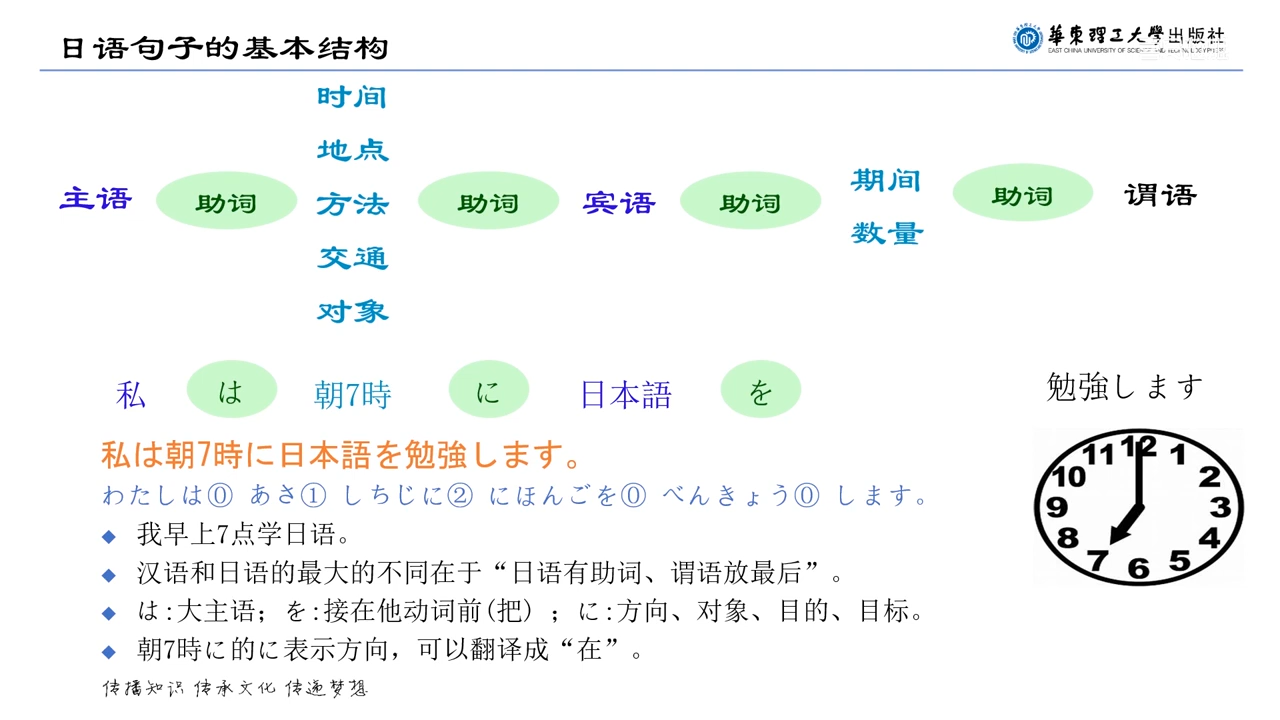 日语句子的基本结构
華東理工大學出版社
EAST CHINA UNIVERSITY OF SCIENCE AND
时间
地点
主语 助词 方法 助词 宾语 助词 期间 助词 谓语
交通 数量
对象
私 は 朝7時 に 日本語 を 勉強します
私は朝7時に日本語を勉強します。
わたしは⓪ あさ① しちじに② にほんごを⓪ べんきょう⓪ します。
◆ 我早上7点学日语。
◆ 汉语和日语的最大的不同在于“日语有助词、谓语放最后”。
◆ は:大主语；を:接在他动词前(把)；に:方向、对象、目的、目标。
◆ 朝7時に的に表示方向，可以翻译成“在”。
传播知识 传承文化 传递梦想
12
11 1
10 2
9 3
8 4
7 5
6